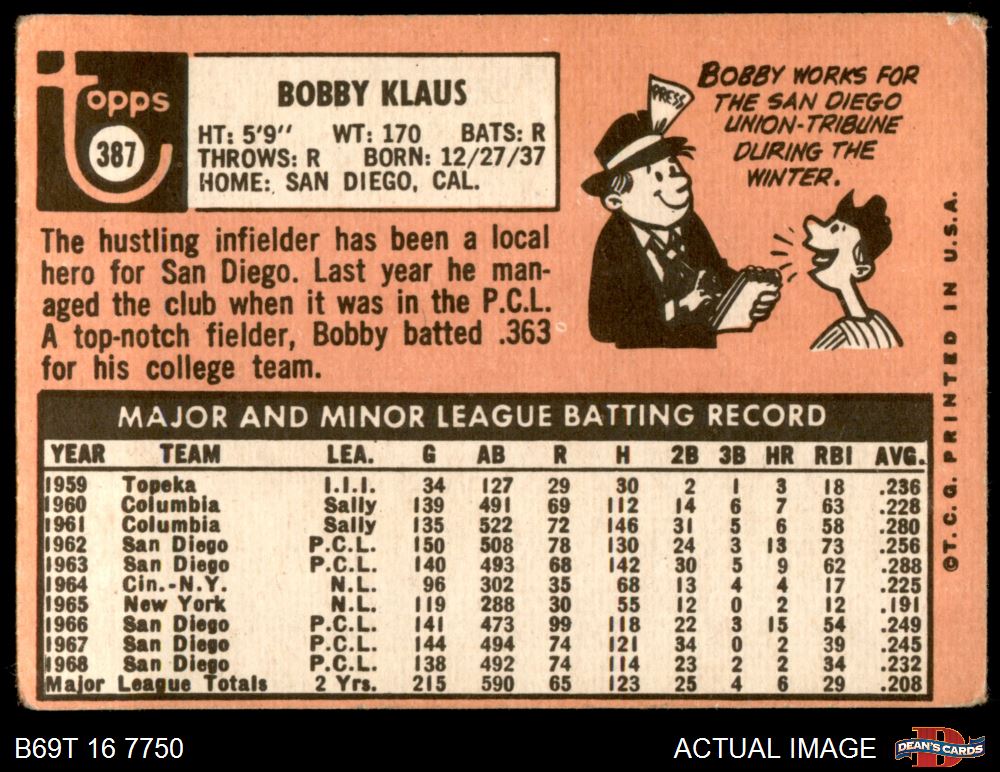 topps
387
BOBBY KLAUS
HT: 5'9" WT: 170 BATS: R
THROWS: R BORN: 12/27/37
HOME: SAN DIEGO, CAL.
PRESS
BOBBY WORKS FOR
THE SAN DIEGO
UNION-TRIBUNE
DURING THE
WINTER.
The hustling infielder has been a local
hero for San Diego. Last year he man-
aged the club when it was in the P.C.L.
A top-notch fielder, Bobby batted .363
for his college team.
MAJOR AND MINOR LEAGUE BATTING RECORD
YEAR TEAM LEA. G AB R H 2B 3B HR RBI AVG.
1959 Topeka I.I.I. 34 127 29 30 2 1 3 18 .236
1960 Columbia Sally 139 491 69 112 14 6 7 63 .228
1961 Columbia Sally 135 522 72 146 31 5 6 58 .280
1962 San Diego P.C.L. 150 508 78 130 24 3 13 73 .256
1963 San Diego P.C.L. 140 493 68 142 30 5 9 62 .288
1964 Cin.-N.Y. N.L. 96 302 35 68 13 4 4 17 .225
1965 New York N.L. 119 288 30 55 12 0 2 12 .191
1966 San Diego P.C.L. 141 473 99 118 22 3 15 54 .249
1967 San Diego P.C.L. 144 494 74 121 34 0 2 39 .245
1968 San Diego P.C.L. 138 492 74 114 23 2 2 34 .232
Major League Totals 2 Yrs. 215 590 65 123 25 4 6 29 .208
©T.C.G. PRINTED IN U.S.A.
B69T 16 7750
ACTUAL IMAGE
D
DEAN'S CARDS